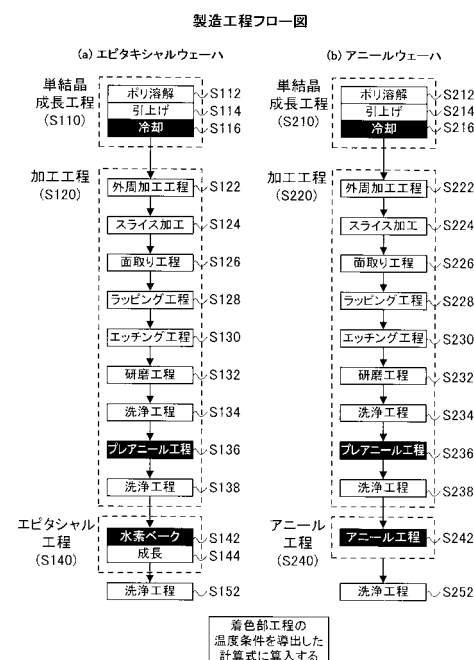 製造工程フロー図
(a) エピタキシャルウェーハ
(b) アニールウェーハ
単結晶
成長工程
(S110)
ポリ溶解
S112
引上げ
S114
冷却
S116
加工工程
(S120)
外周加工工程
S122
スライス加工
S124
面取り工程
S126
ラッピング工程
S128
エッチング工程
S130
研磨工程
S132
洗浄工程
S134
プレアニール工程
S136
洗浄工程
S138
エピタシャル
工程
(S140)
水素ベーク
S142
成長
S144
洗浄工程
S152
単結晶
成長工程
(S210)
ポリ溶解
S212
引上げ
S214
冷却
S216
加工工程
(S220)
外周加工工程
S222
スライス加工
S224
面取り工程
S226
ラッピング工程
S228
エッチング工程
S230
研磨工程
S232
洗浄工程
S234
プレアニール工程
S236
洗浄工程
S238
アニール
工程
(S240)
アニール工程
S242
洗浄工程
S252
着色部工程の
温度条件を導出した
計算式に算入する